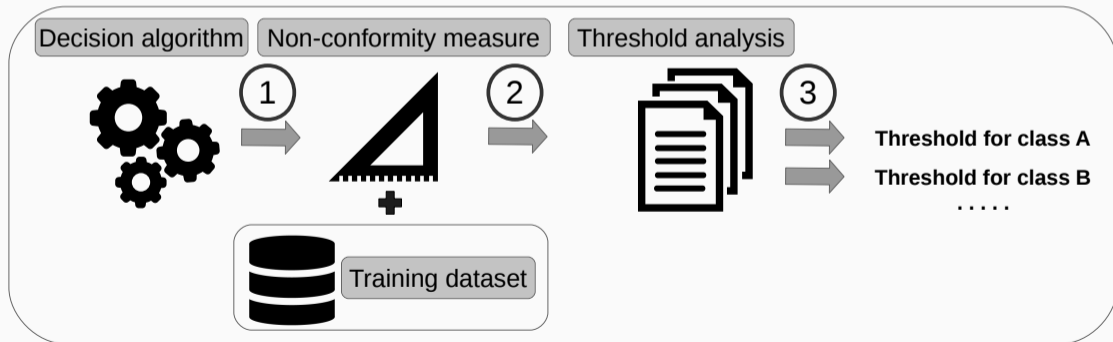 Decision algorithm
Non-conformity measure
Threshold analysis
1
2
3
Threshold for class A
Threshold for class B
.....
Training dataset